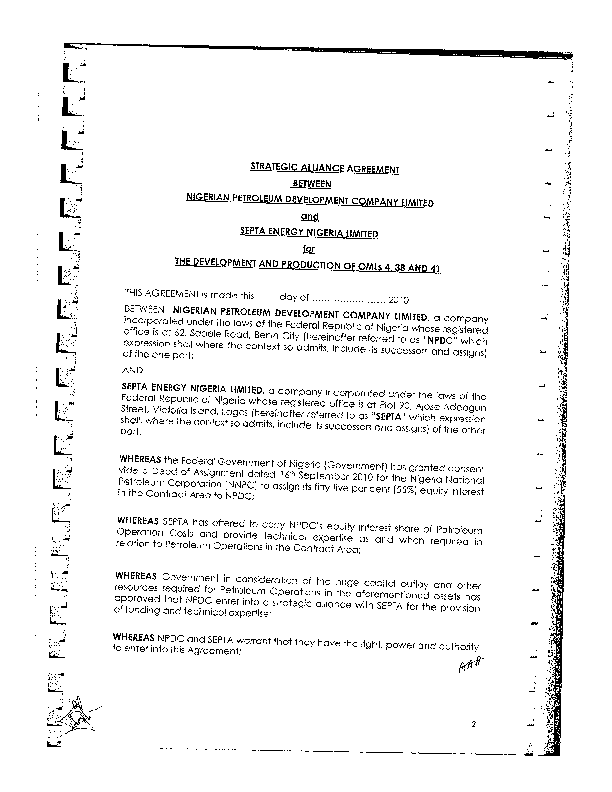 STRATEGIC ALLIANCE AGREEMENT
BETWEEN
NIGERIAN PETROLEUM DEVELOPMENT COMPANY LIMITED
and
SEPTA ENERGY NIGERIA LIMITED
for
THE DEVELOPMENT AND PRODUCTION OF OMLs 4, 38 AND 41
THIS AGREEMENT is made this ....... day of ........................ 2010
BETWEEN NIGERIAN PETROLEUM DEVELOPMENT COMPANY LIMITED, a company
incorporated under the laws of the Federal Republic of Nigeria whose registered
office is at 62, Sapele Road, Benin City (hereinafter referred to as "NPDC" which
expression shall where the context so admits, include its successors and assigns)
of the one part;
AND
SEPTA ENERGY NIGERIA LIMITED, a company incorporated under the laws of the
Federal Republic of Nigeria whose registered office is at Plot 90, Ajose Adeogun
Street, Victoria Island, Lagos (hereinafter referred to as "SEPTA" which expression
shall where the context so admits, include its successors and assigns) of the other
part.
WHEREAS the Federal Government of Nigeria (Government) has granted consent
vide a Deed of Assignment dated 16th September 2010 for the Nigeria National
Petroleum Corporation (NNPC) to assign its fifty five per cent (55%) equity interest
in the Contract Area to NPDC;
WHEREAS SEPTA has offered to carry NPDC's equity interest share of Petroleum
Operation Costs and provide technical expertise as and when required in
relation to Petroleum Operations in the Contract Area;
WHEREAS Government in consideration of the huge capital outlay and other
resources required for Petroleum Operations in the aforementioned assets has
approved that NPDC enter into a strategic alliance with SEPTA for the provision
of funding and technical expertise;
WHEREAS NPDC and SEPTA warrant that they have the right, power and authority
to enter into this Agreement;
2